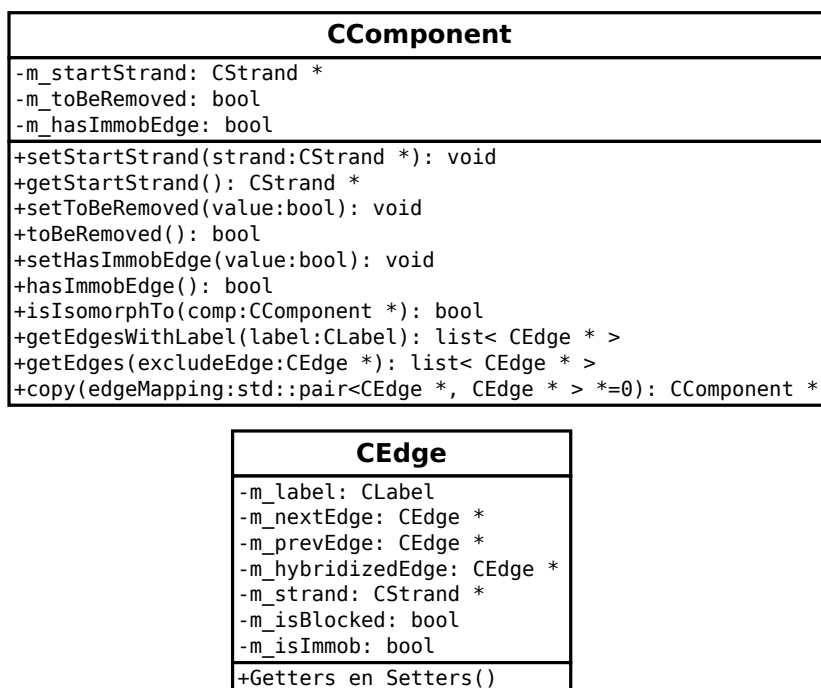 CComponent
-m_startStrand: CStrand *
-m_toBeRemoved: bool
-m_hasImmobEdge: bool
+setStartStrand(strand:CStrand *): void
+getStartStrand(): CStrand *
+setToBeRemoved(value:bool): void
+toBeRemoved(): bool
+setHasImmobEdge(value:bool): void
+hasImmobEdge(): bool
+isIsomorphTo(comp:CComponent *): bool
+getEdgesWithLabel(label:CLabel): list< CEdge * >
+getEdges(excludeEdge:CEdge *): list< CEdge * >
+copy(edgeMapping:std::pair<CEdge *, CEdge * > *=0): CComponent *
CEdge
-m_label: CLabel
-m_nextEdge: CEdge *
-m_prevEdge: CEdge *
-m_hybridizedEdge: CEdge *
-m_strand: CStrand *
-m_isBlocked: bool
-m_isImmob: bool
+Getters en Setters()